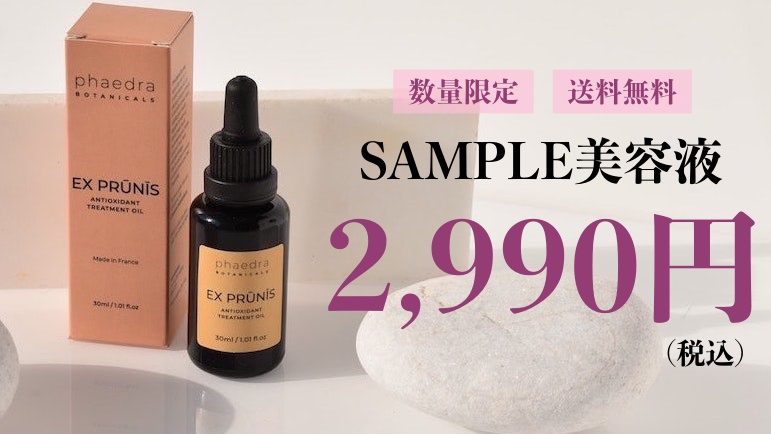 phaedra
BOTANICALS
EX PRŪNĪS
ANTIOXIDANT
TREATMENT OIL
Made in France
30ml / 1.01 fl.oz
phaedra
BOTANICALS
EX PRŪNĪS
ANTIOXIDANT
TREATMENT OIL
30ml / 1.01 fl.oz
数量限定 送料無料
SAMPLE美容液
2,990円
(税込)